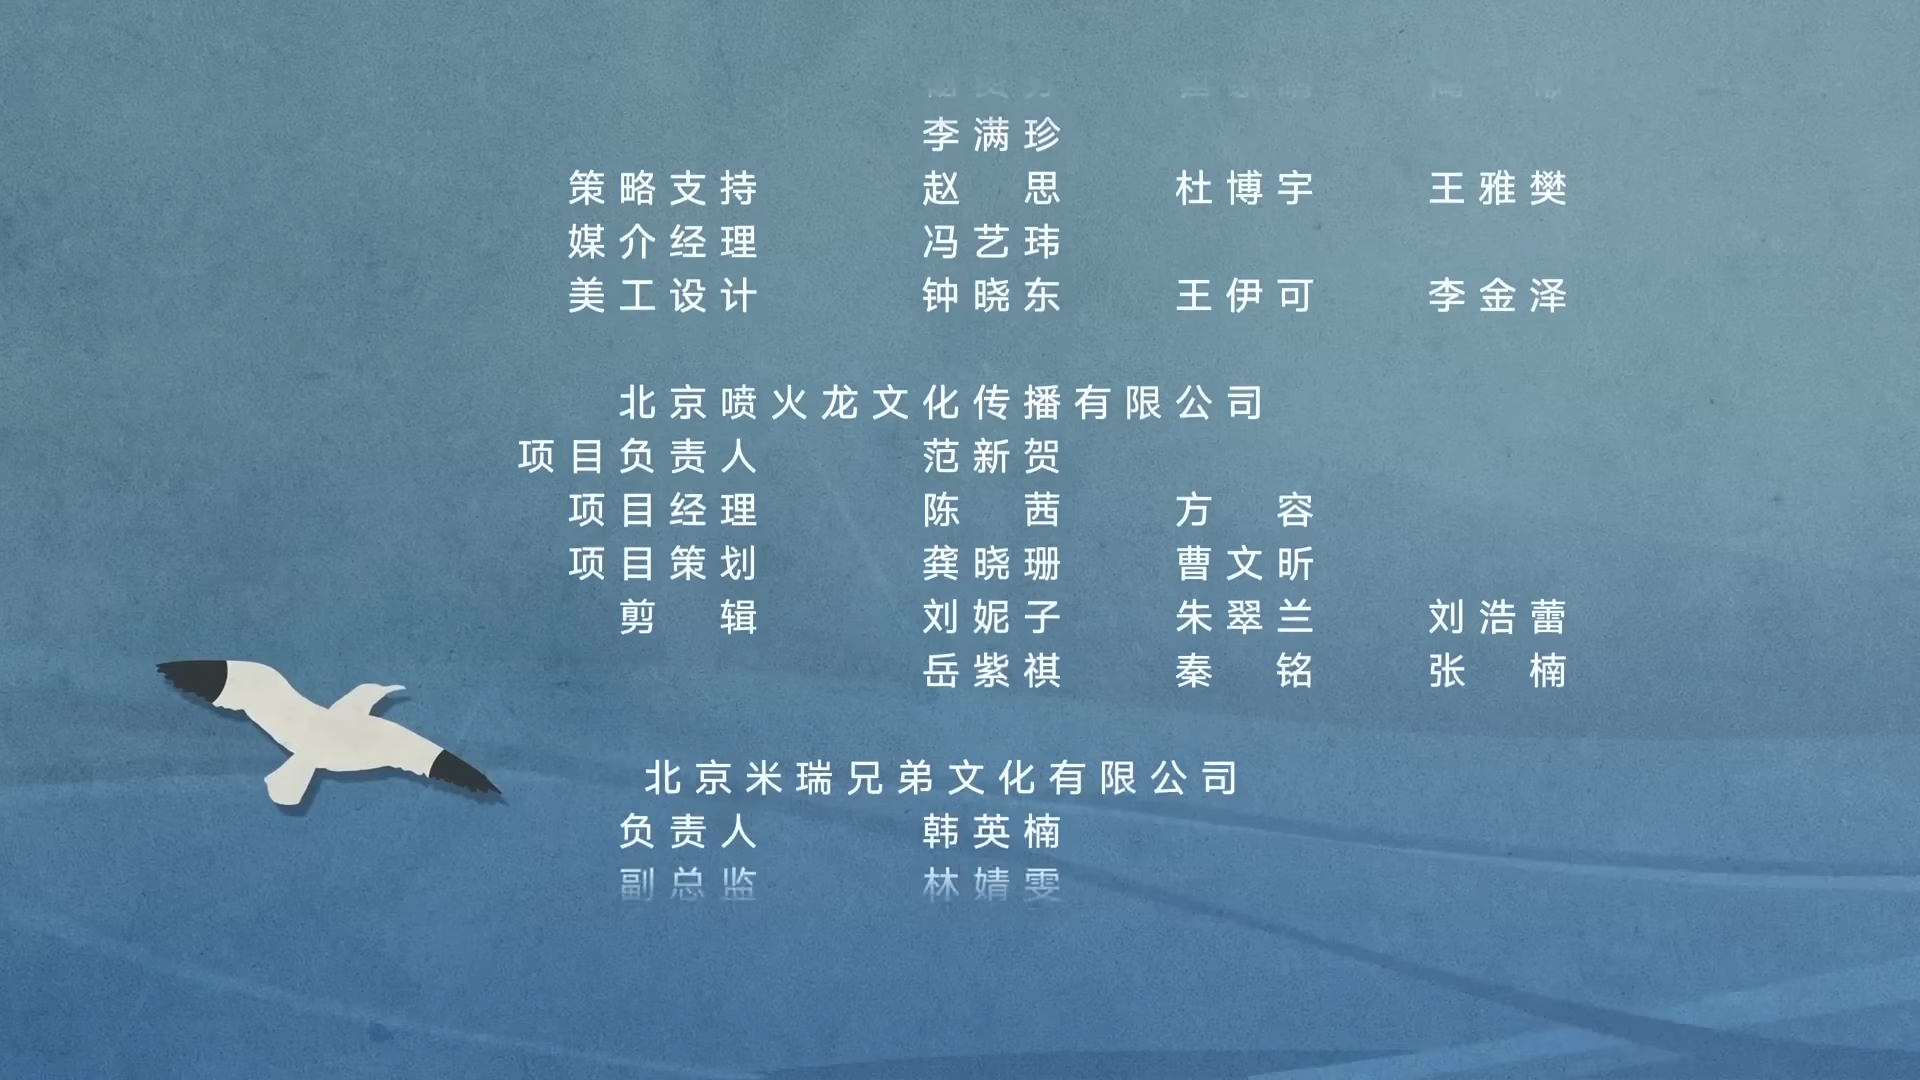 李满珍
策略支持 赵思 杜博宇 王雅樊
媒介经理 冯艺玮
美工设计 钟晓东 王伊可 李金泽
北京喷火龙文化传播有限公司
项目负责人 范新贺
项目经理 陈茜 方容
项目策划 龚晓珊 曹文昕
剪辑 刘妮子 朱翠兰 刘浩蕾
岳紫祺 秦铭 张楠
北京米瑞兄弟文化有限公司
负责人 韩英楠
副总监 林婧雯